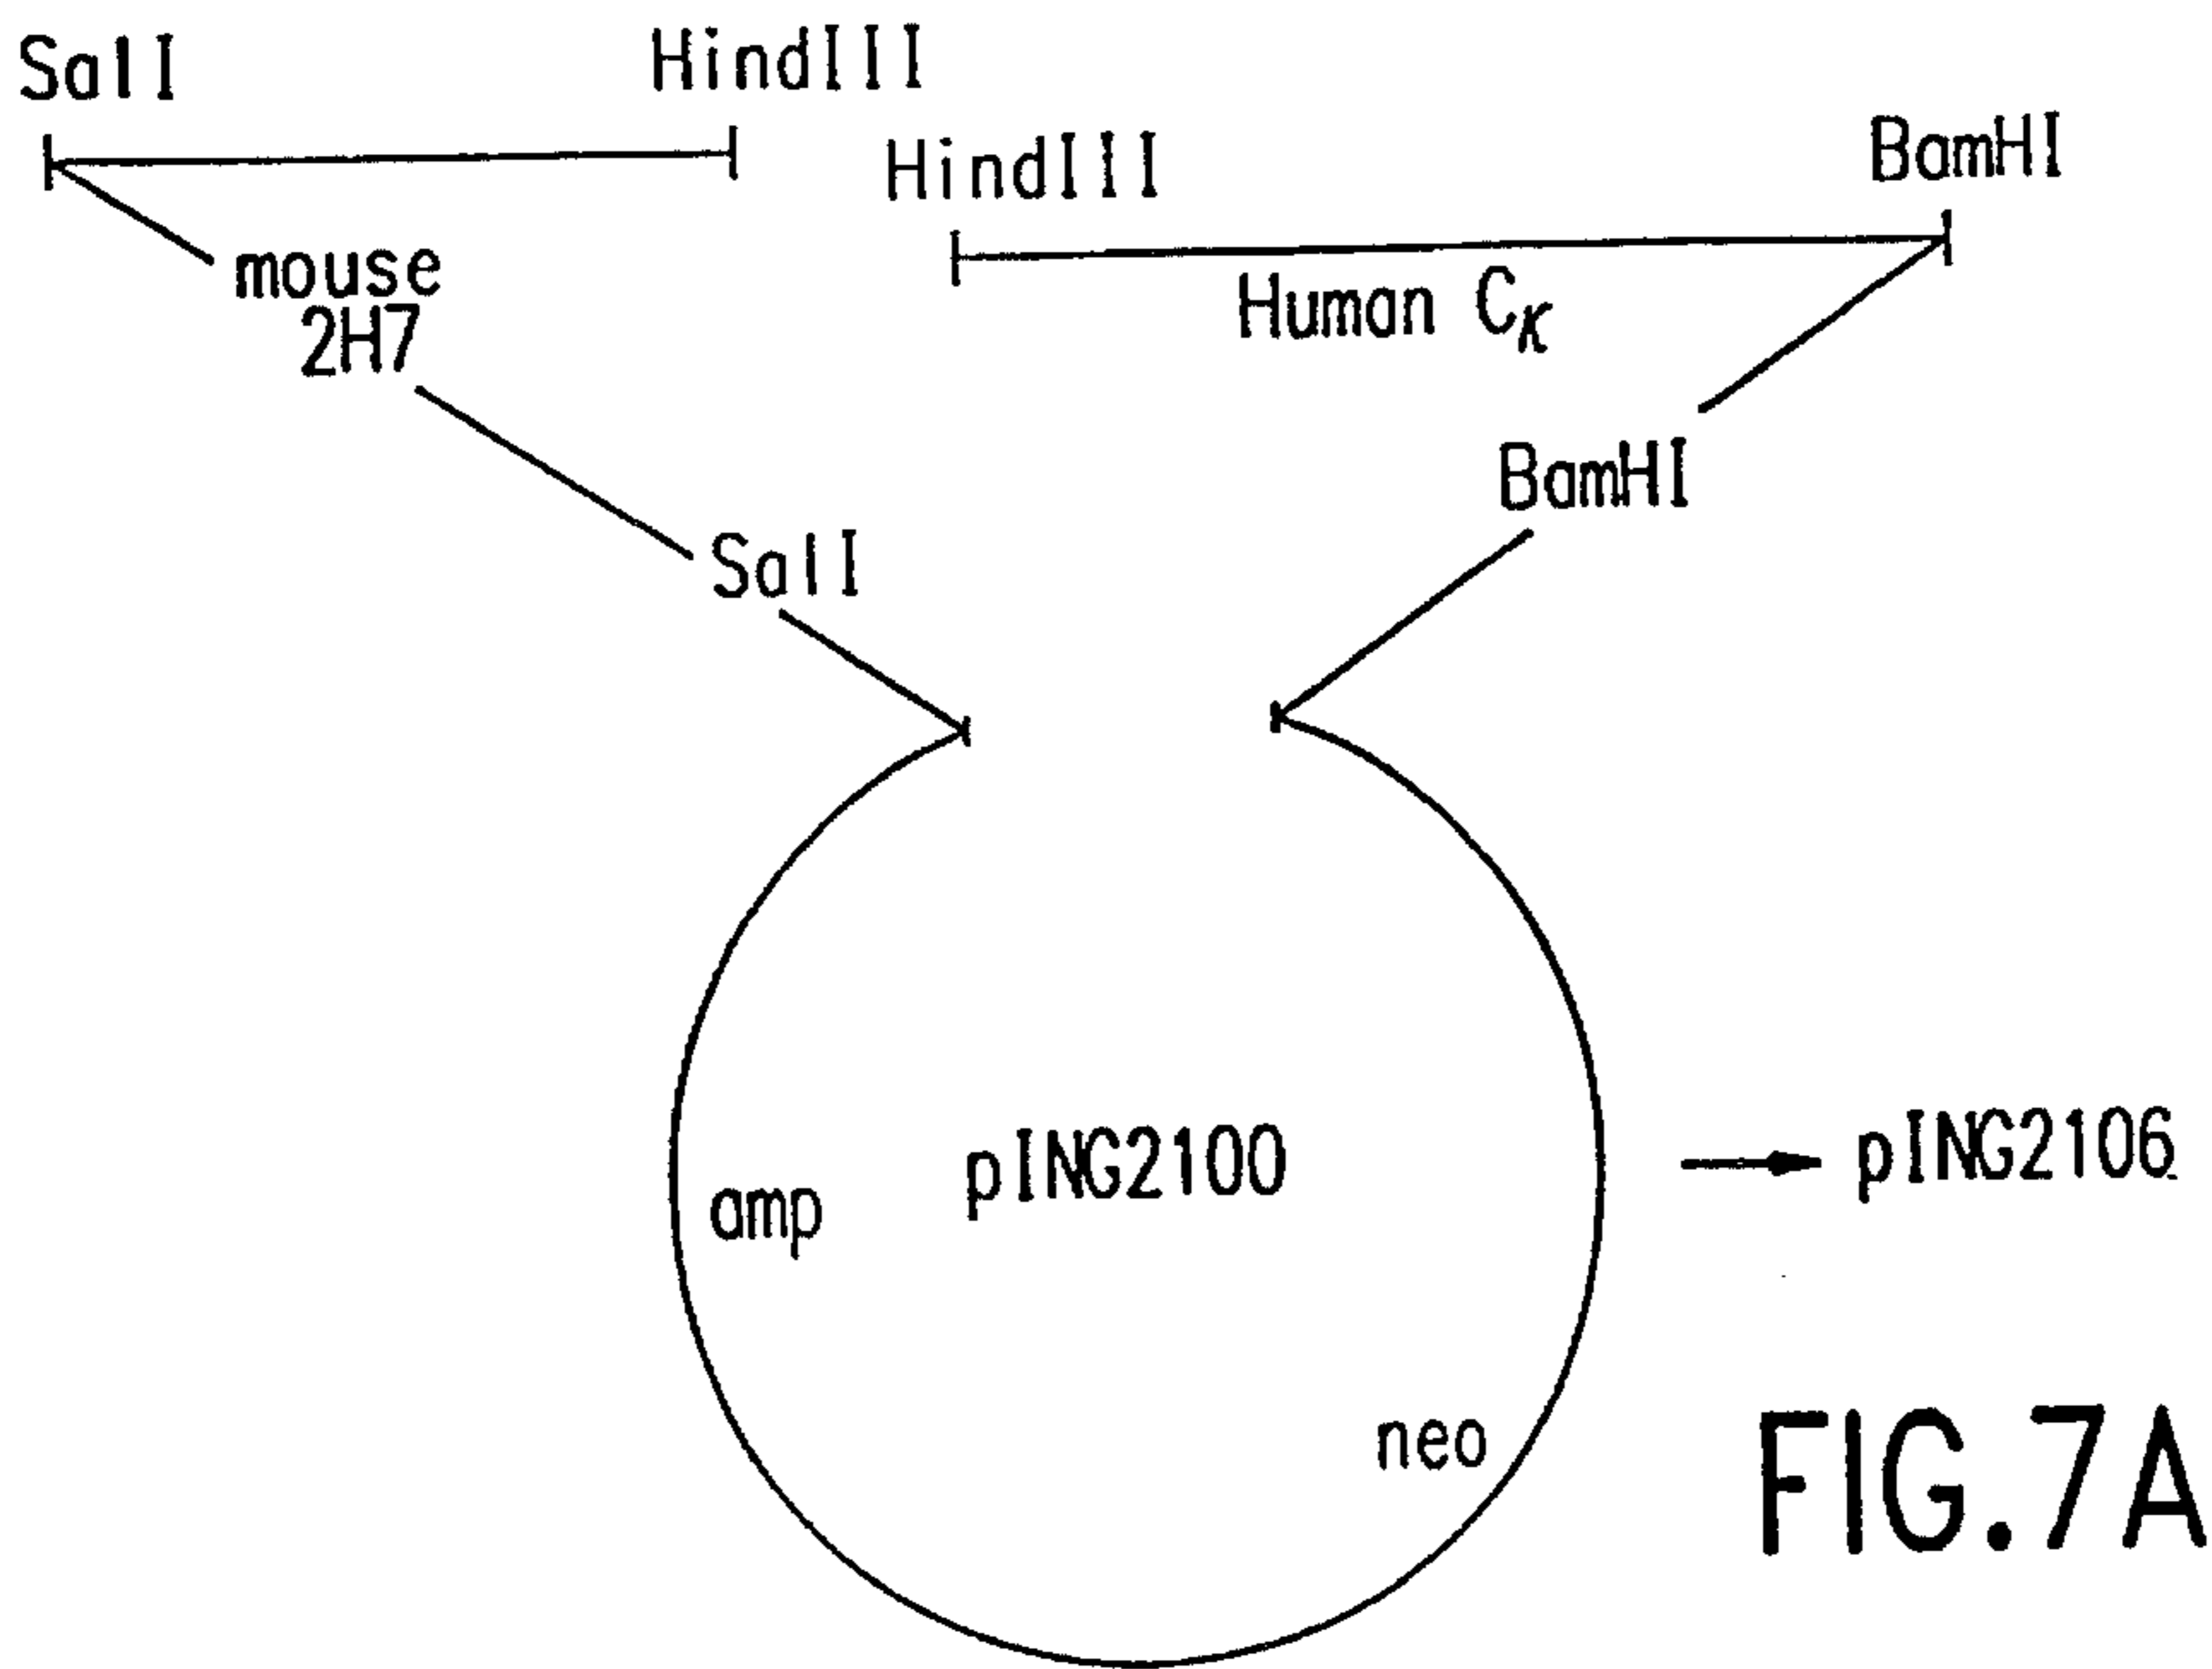 SalI
HindIII
HindIII
BamHI
mouse
2H7
Human Cκ
BamHI
SalI
pING2100
amp
pING2106
neo
FIG.7A